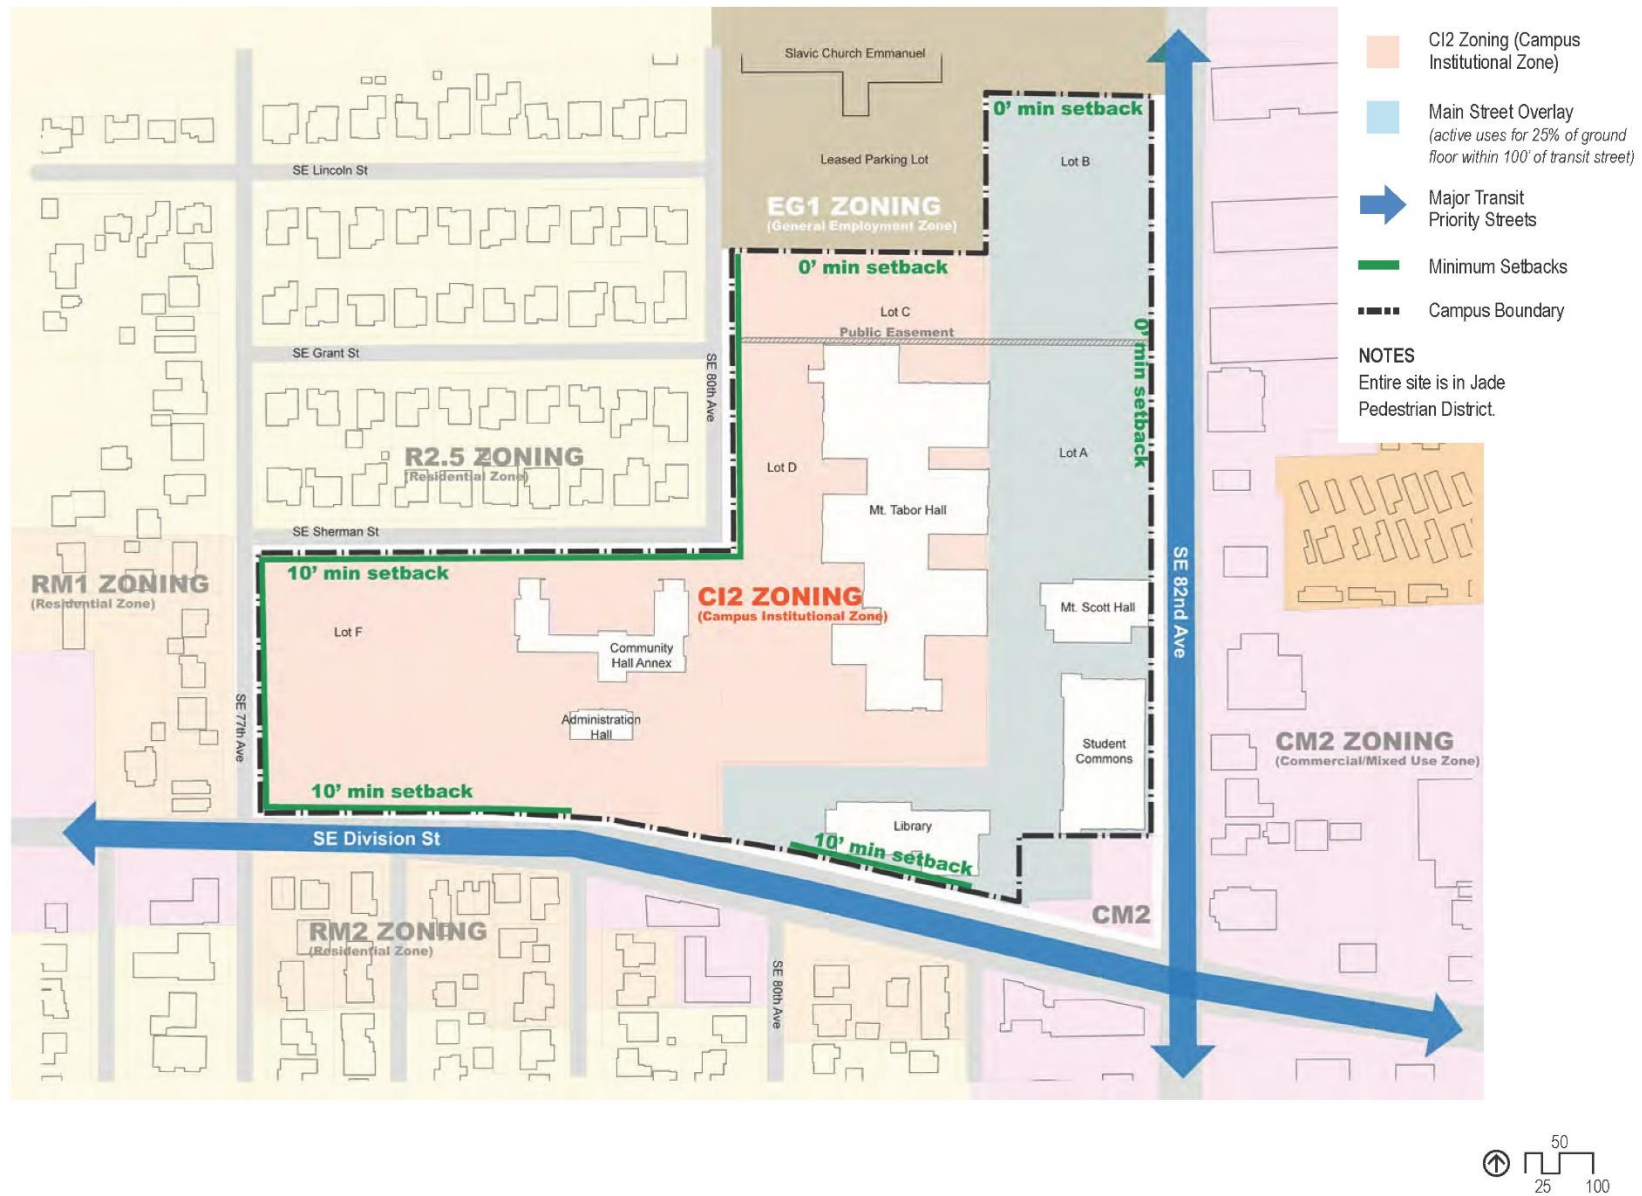 Slavic Church Emmanuel
0' min setback
Leased Parking Lot
Lot B
SE Lincoln St
EG1 ZONING
(General Employment Zone)
0' min setback
Lot C
Public Easement
0' min setback
SE Grant St
SE 80th Ave
R2.5 ZONING
(Residential Zone)
Lot D
Lot A
Mt. Tabor Hall
SE Sherman St
10' min setback
RM1 ZONING
(Residential Zone)
CI2 ZONING
(Campus Institutional Zone)
Mt. Scott Hall
SE 82nd Ave
Lot F
Community
Hall Annex
Administration
Hall
SE 77th Ave
Student
Commons
CM2 ZONING
(Commercial/Mixed Use Zone)
10' min setback
SE Division St
Library
10' min setback
CM2
RM2 ZONING
(Residential Zone)
SE 80th Ave
CI2 Zoning (Campus
Institutional Zone)
Main Street Overlay
(active uses for 25% of ground
floor within 100' of transit street)
Major Transit
Priority Streets
Minimum Setbacks
Campus Boundary
NOTES
Entire site is in Jade
Pedestrian District.
50
25 100